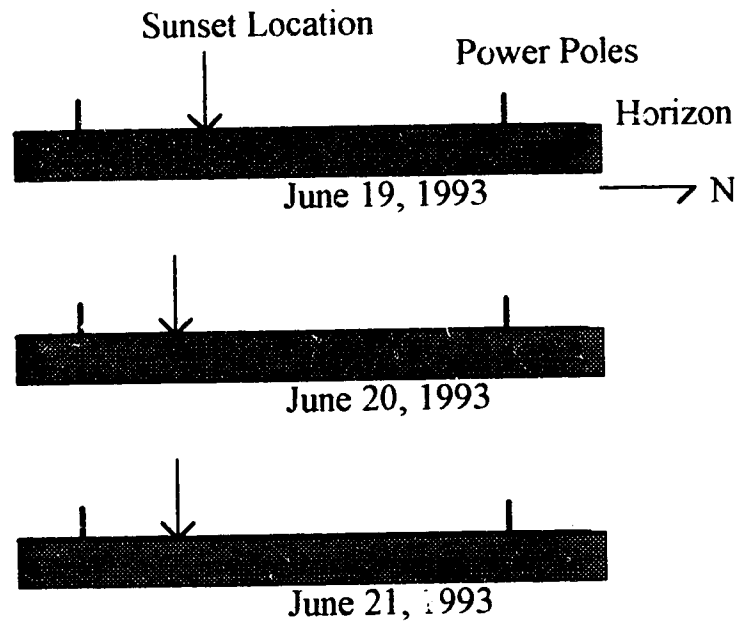 Sunset Location
Power Poles
Horizon
June 19, 1993
N
June 20, 1993
June 21, 1993